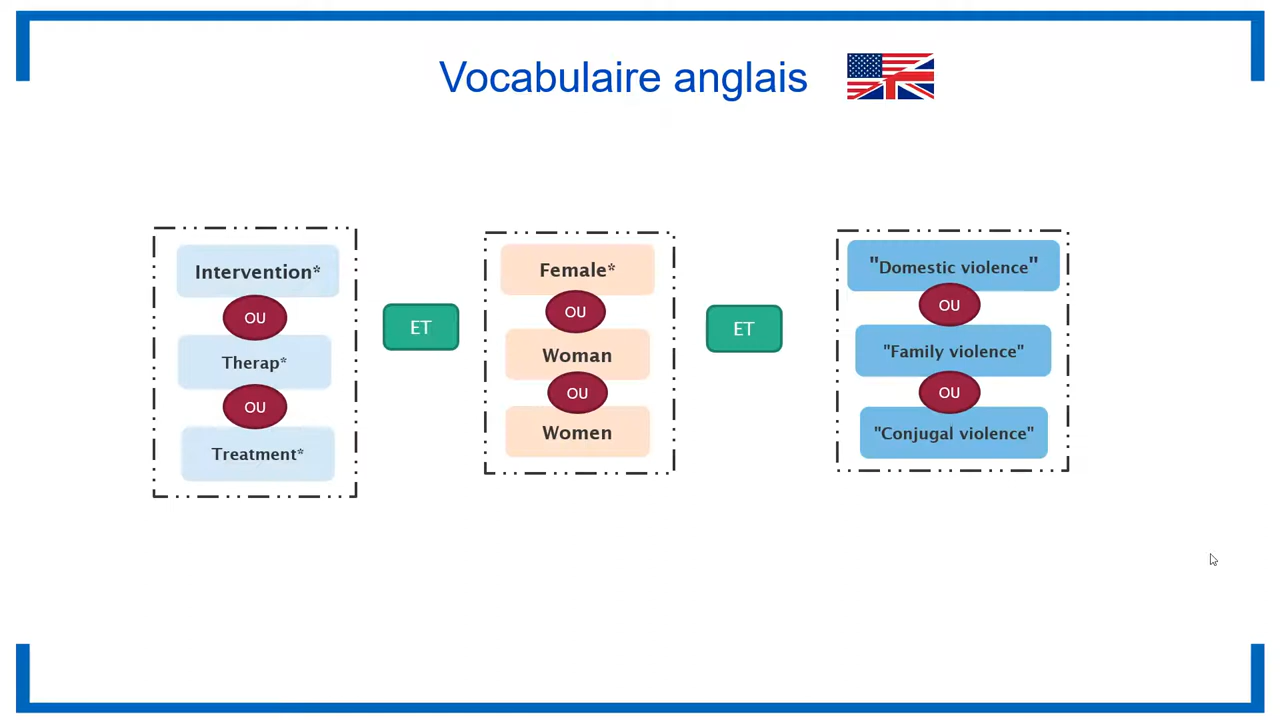 Vocabulaire anglais
Intervention*
OU
Therap*
OU
Treatment*
ET
Female*
OU
Woman
OU
Women
ET
"Domestic violence"
OU
"Family violence"
OU
"Conjugal violence"